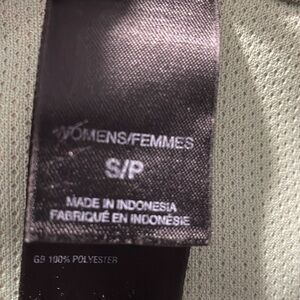 WOMENS/FEMMES
S/P
MADE IN INDONESIA
FABRIQUÉ EN INDONÉSIE
GB 100% POLYESTER